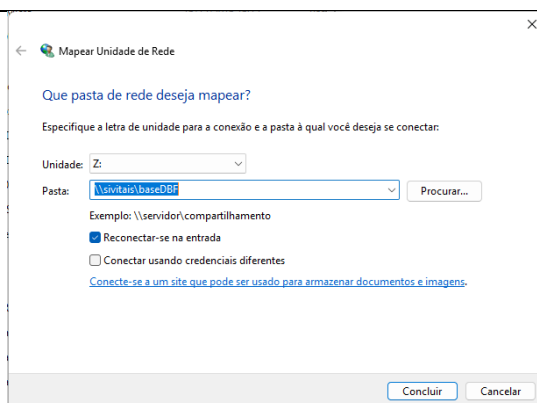 Mapear Unidade de Rede
Que pasta de rede deseja mapear?
Especifique a letra de unidade para a conexão e a pasta à qual você deseja se conectar:
Unidade: Z:
Pasta: \\sivitais\baseDBF Procurar...
Exemplo: \\servidor\compartilhamento
Reconectar-se na entrada
Conectar usando credenciais diferentes
Conecte-se a um site que pode ser usado para armazenar documentos e imagens.
Concluir Cancelar